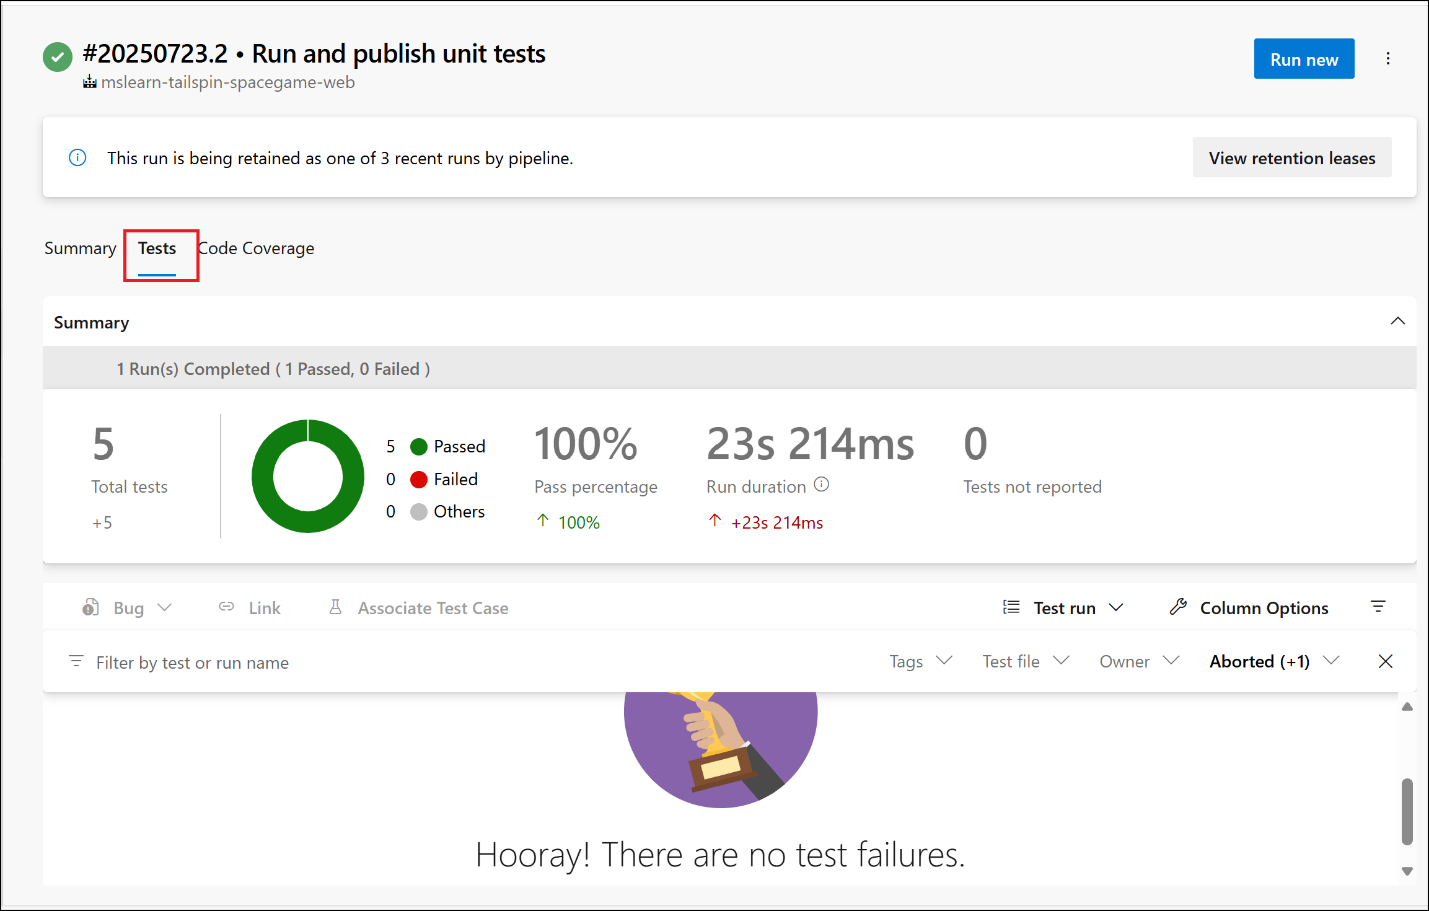 #20250723.2 • Run and publish unit tests
Run new
mslearn-tailspin-spacegame-web
This run is being retained as one of 3 recent runs by pipeline.
View retention leases
Summary Tests Code Coverage
Summary
1 Run(s) Completed ( 1 Passed, 0 Failed )
5
Total tests
+5
5 Passed
0 Failed
0 Others
100%
Pass percentage
100%
23s 214ms
Run duration
+23s 214ms
0
Tests not reported
Bug Link Associate Test Case Test run Column Options
Filter by test or run name Tags Test file Owner Aborted (+1)
Hooray! There are no test failures.